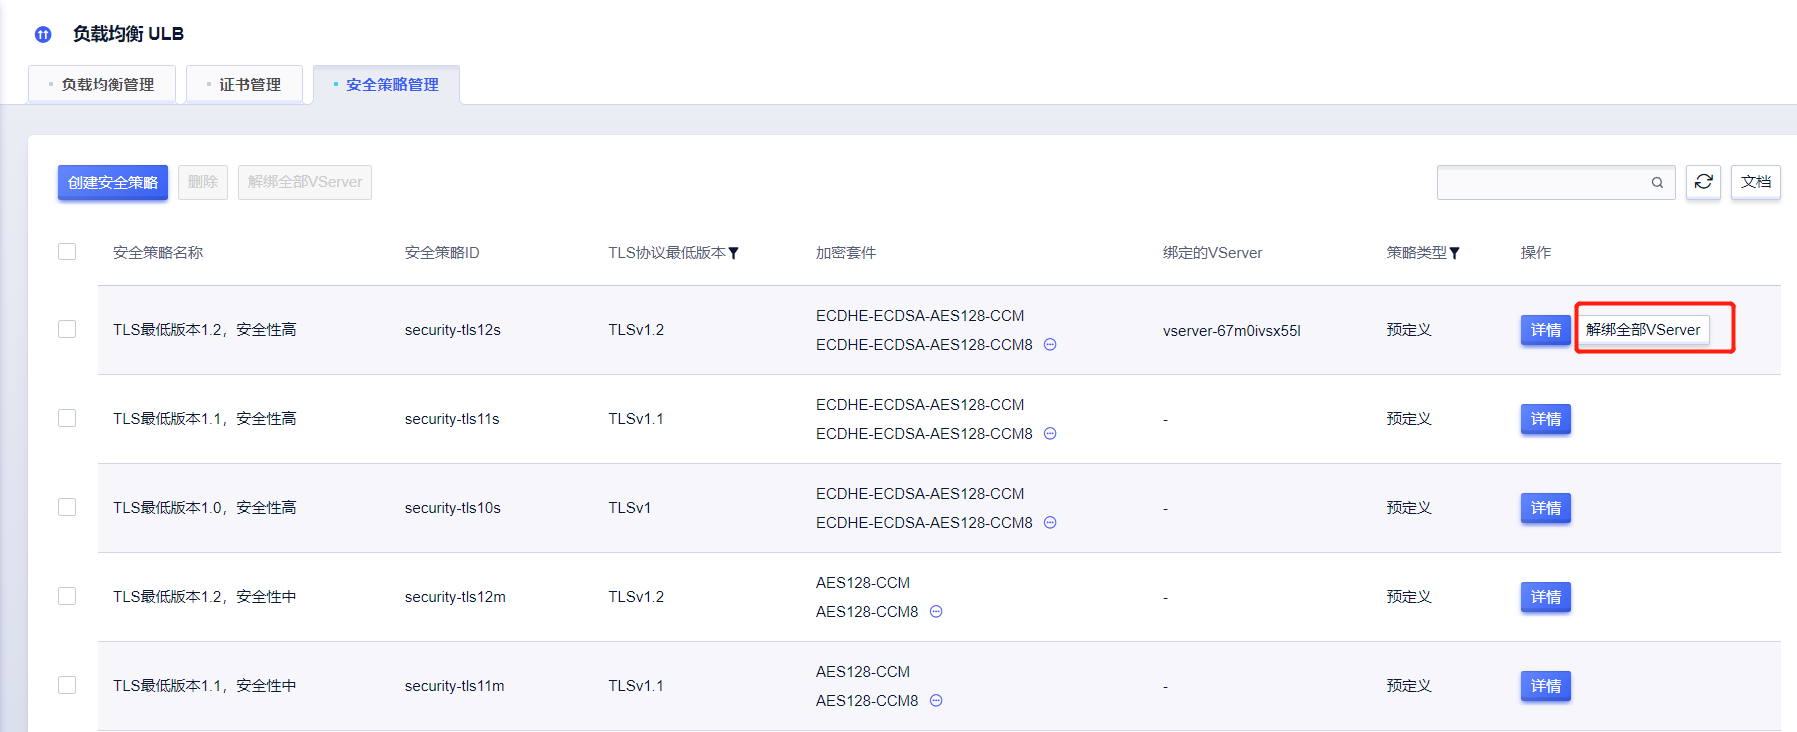 负载均衡 ULB
负载均衡管理
证书管理
安全策略管理
创建安全策略
删除
解绑全部VServer
文档
安全策略名称
安全策略ID
TLS协议最低版本
加密套件
绑定的VServer
策略类型
操作
TLS最低版本1.2，安全性高
security-tls12s
TLSv1.2
ECDHE-ECDSA-AES128-CCM
ECDHE-ECDSA-AES128-CCM8
vserver-67m0ivsx55l
预定义
详情
解绑全部VServer
TLS最低版本1.1，安全性高
security-tls11s
TLSv1.1
ECDHE-ECDSA-AES128-CCM
ECDHE-ECDSA-AES128-CCM8
-
预定义
详情
TLS最低版本1.0，安全性高
security-tls10s
TLSv1
ECDHE-ECDSA-AES128-CCM
ECDHE-ECDSA-AES128-CCM8
-
预定义
详情
TLS最低版本1.2，安全性中
security-tls12m
TLSv1.2
AES128-CCM
AES128-CCM8
-
预定义
详情
TLS最低版本1.1，安全性中
security-tls11m
TLSv1.1
AES128-CCM
AES128-CCM8
-
预定义
详情